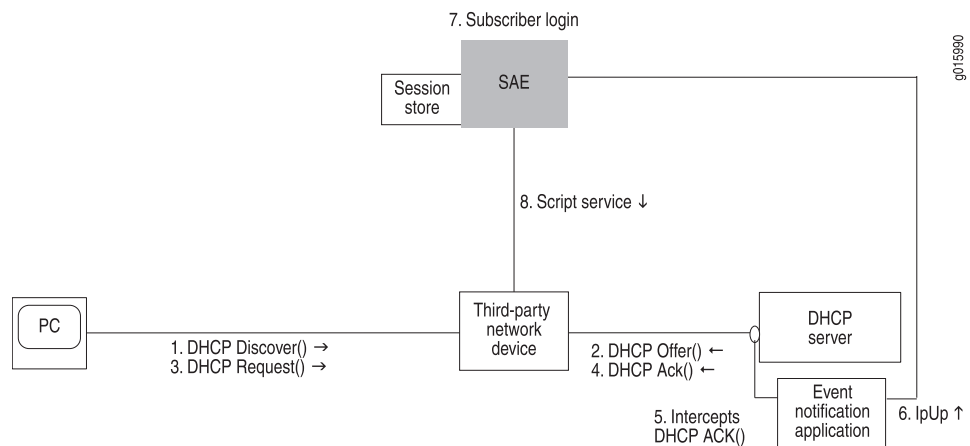 7. Subscriber login
g015990
Session
store
SAE
8. Script service ↓
PC
1. DHCP Discover() →
3. DHCP Request() →
Third-party
network
device
2. DHCP Offer() ←
4. DHCP Ack() ←
DHCP
server
5. Intercepts
DHCP ACK()
Event
notification
application
6. IpUp ↑